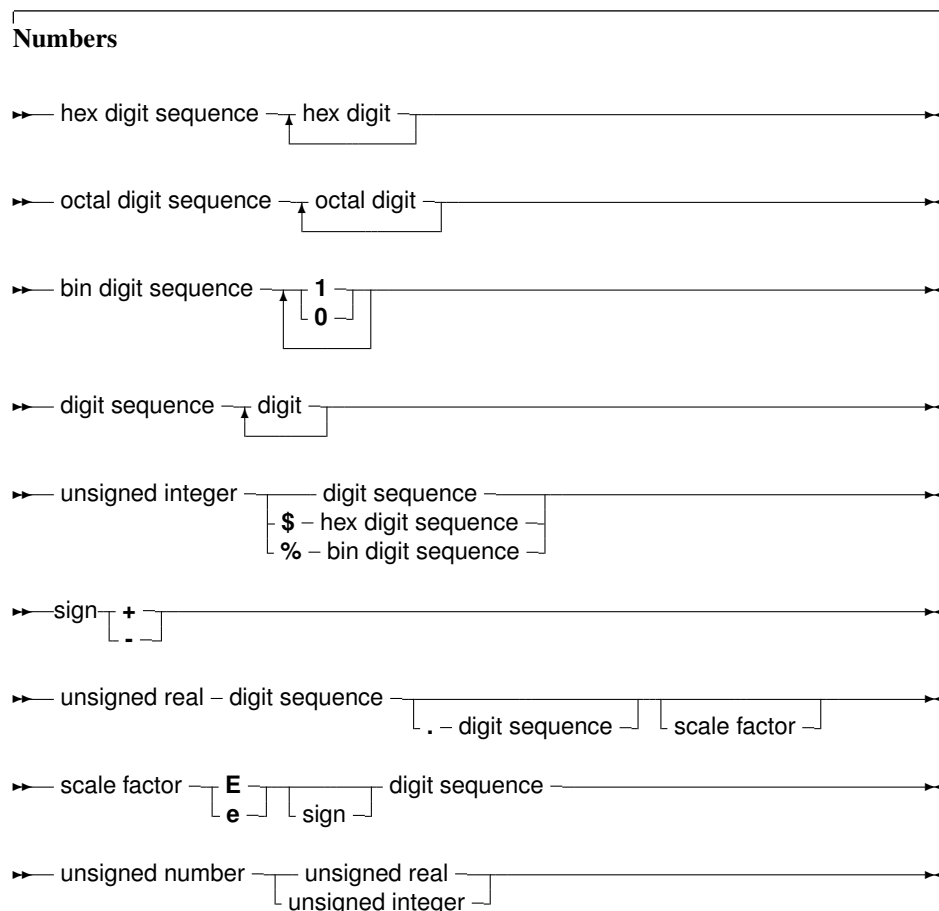 Numbers
hex digit sequence hex digit
octal digit sequence octal digit
bin digit sequence 1
0
digit sequence digit
unsigned integer digit sequence
$ hex digit sequence
% bin digit sequence
sign +
-
unsigned real digit sequence
. digit sequence scale factor
scale factor E digit sequence
e sign
unsigned number unsigned real
unsigned integer